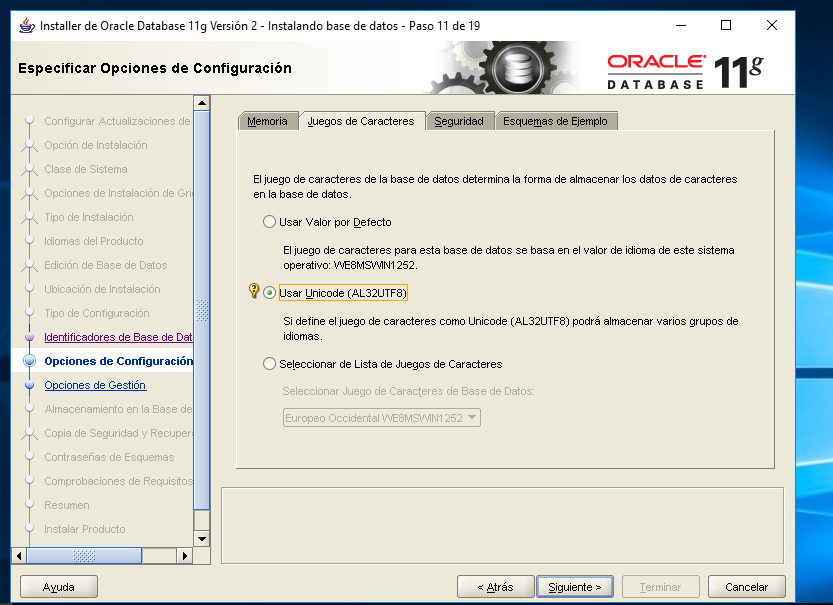 Installer de Oracle Database 11g Versión 2 - Instalando base de datos - Paso 11 de 19
Especificar Opciones de Configuración
ORACLE®
DATABASE
11g
Configurar Actualizaciones de
Opción de Instalación
Clase de Sistema
Opciones de Instalación de Gri
Tipo de Instalación
Idiomas del Producto
Edición de Base de Datos
Ubicación de Instalación
Tipo de Configuración
Identificadores de Base de Dat
Opciones de Configuración
Opciones de Gestión
Almacenamiento en la Base de
Copia de Seguridad y Recupera
Contraseñas de Esquemas
Comprobaciones de Requisitos
Resumen
Instalar Producto
Memoria
Juegos de Caracteres
Seguridad
Esquemas de Ejemplo
El juego de caracteres de la base de datos determina la forma de almacenar los datos de caracteres
en la base de datos.
Usar Valor por Defecto
El juego de caracteres para esta base de datos se basa en el valor de idioma de este sistema
operativo: WE8MSWIN1252.
Usar Unicode (AL32UTF8)
Si define el juego de caracteres como Unicode (AL32UTF8) podrá almacenar varios grupos de
idiomas.
Seleccionar de Lista de Juegos de Caracteres
Seleccionar Juego de Caracteres de Base de Datos:
Europeo Occidental WE8MSWIN1252
Ayuda
< Atrás
Siguiente >
Terminar
Cancelar